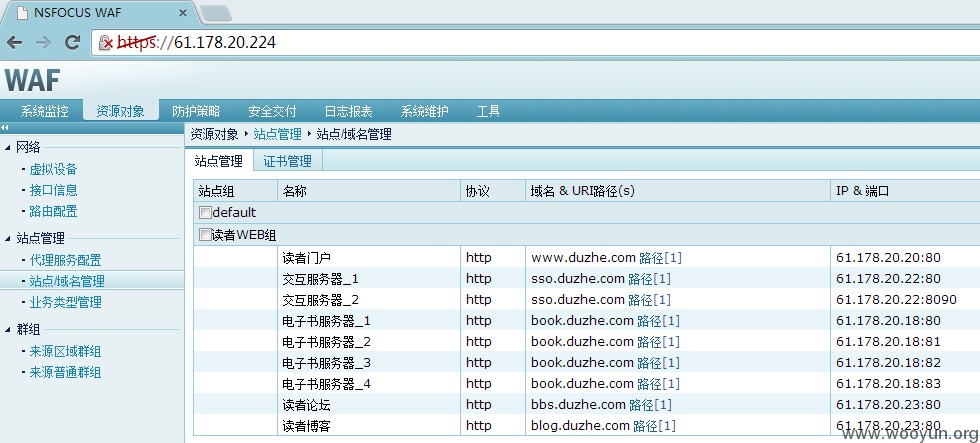 NSFOCUS WAF
https://61.178.20.224
WAF
系统监控 资源对象 防护策略 安全交付 日志报表 系统维护 工具
资源对象 站点管理 站点/域名管理
网络
虚拟设备
接口信息
路由配置
站点管理
代理服务配置
站点/域名管理
业务类型管理
群组
来源区域群组
来源普通群组
站点管理 证书管理
站点组 名称 协议 域名 & URI路径(s) IP & 端口
default
读者WEB组
读者门户 http www.duzhe.com 路径[1] 61.178.20.20:80
交互服务器_1 http sso.duzhe.com 路径[1] 61.178.20.22:80
交互服务器_2 http sso.duzhe.com 路径[1] 61.178.20.22:8090
电子书服务器_1 http book.duzhe.com 路径[1] 61.178.20.18:80
电子书服务器_2 http book.duzhe.com 路径[1] 61.178.20.18:81
电子书服务器_3 http book.duzhe.com 路径[1] 61.178.20.18:82
电子书服务器_4 http book.duzhe.com 路径[1] 61.178.20.18:83
读者论坛 http bbs.duzhe.com 路径[1] 61.178.20.23:80
读者博客 http blog.duzhe.com 路径[1] 61.178.20.23:80
www.wooyun.org